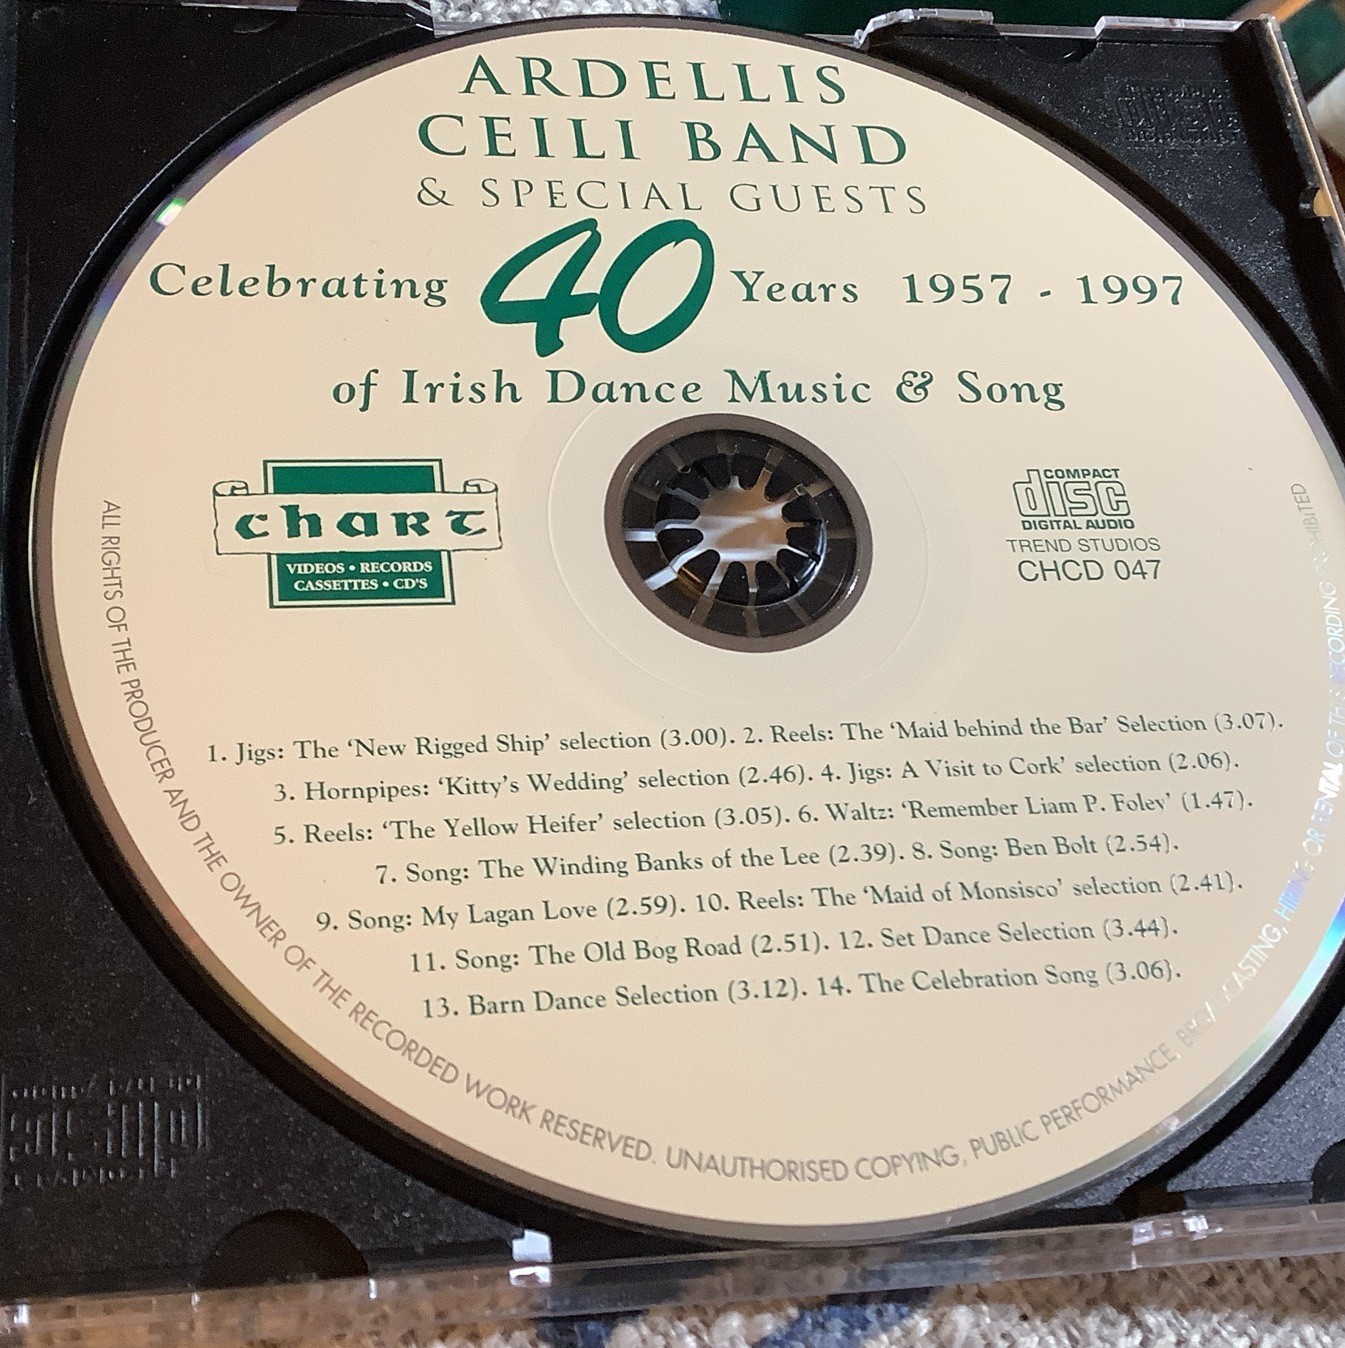 ARDELLIS
CEILI BAND
& SPECIAL GUESTS
Celebrating 40 Years 1957 - 1997
of Irish Dance Music & Song
chart
VIDEOS • RECORDS
CASSETTES • CD'S
COMPACT
disc
DIGITAL AUDIO
TREND STUDIOS
CHCD 047
1. Jigs: The ‘New Rigged Ship’ selection (3.00). 2. Reels: The ‘Maid behind the Bar’ Selection (3.07).
3. Hornpipes: ‘Kitty’s Wedding’ selection (2.46). 4. Jigs: A Visit to Cork’ selection (2.06).
5. Reels: ‘The Yellow Heifer’ selection (3.05). 6. Waltz: ‘Remember Liam P. Foley’ (1.47).
7. Song: The Winding Banks of the Lee (2.39). 8. Song: Ben Bolt (2.54).
9. Song: My Lagan Love (2.59). 10. Reels: The ‘Maid of Monsisco’ selection (2.41).
11. Song: The Old Bog Road (2.51). 12. Set Dance Selection (3.44).
13. Barn Dance Selection (3.12). 14. The Celebration Song (3.06).
ALL RIGHTS OF THE PRODUCER AND THE OWNER OF THE RECORDED WORK RESERVED. UNAUTHORISED COPYING, PUBLIC PERFORMANCE, BROADCASTING, HIRING OR RENTAL OF THIS RECORDING PROHIBITED